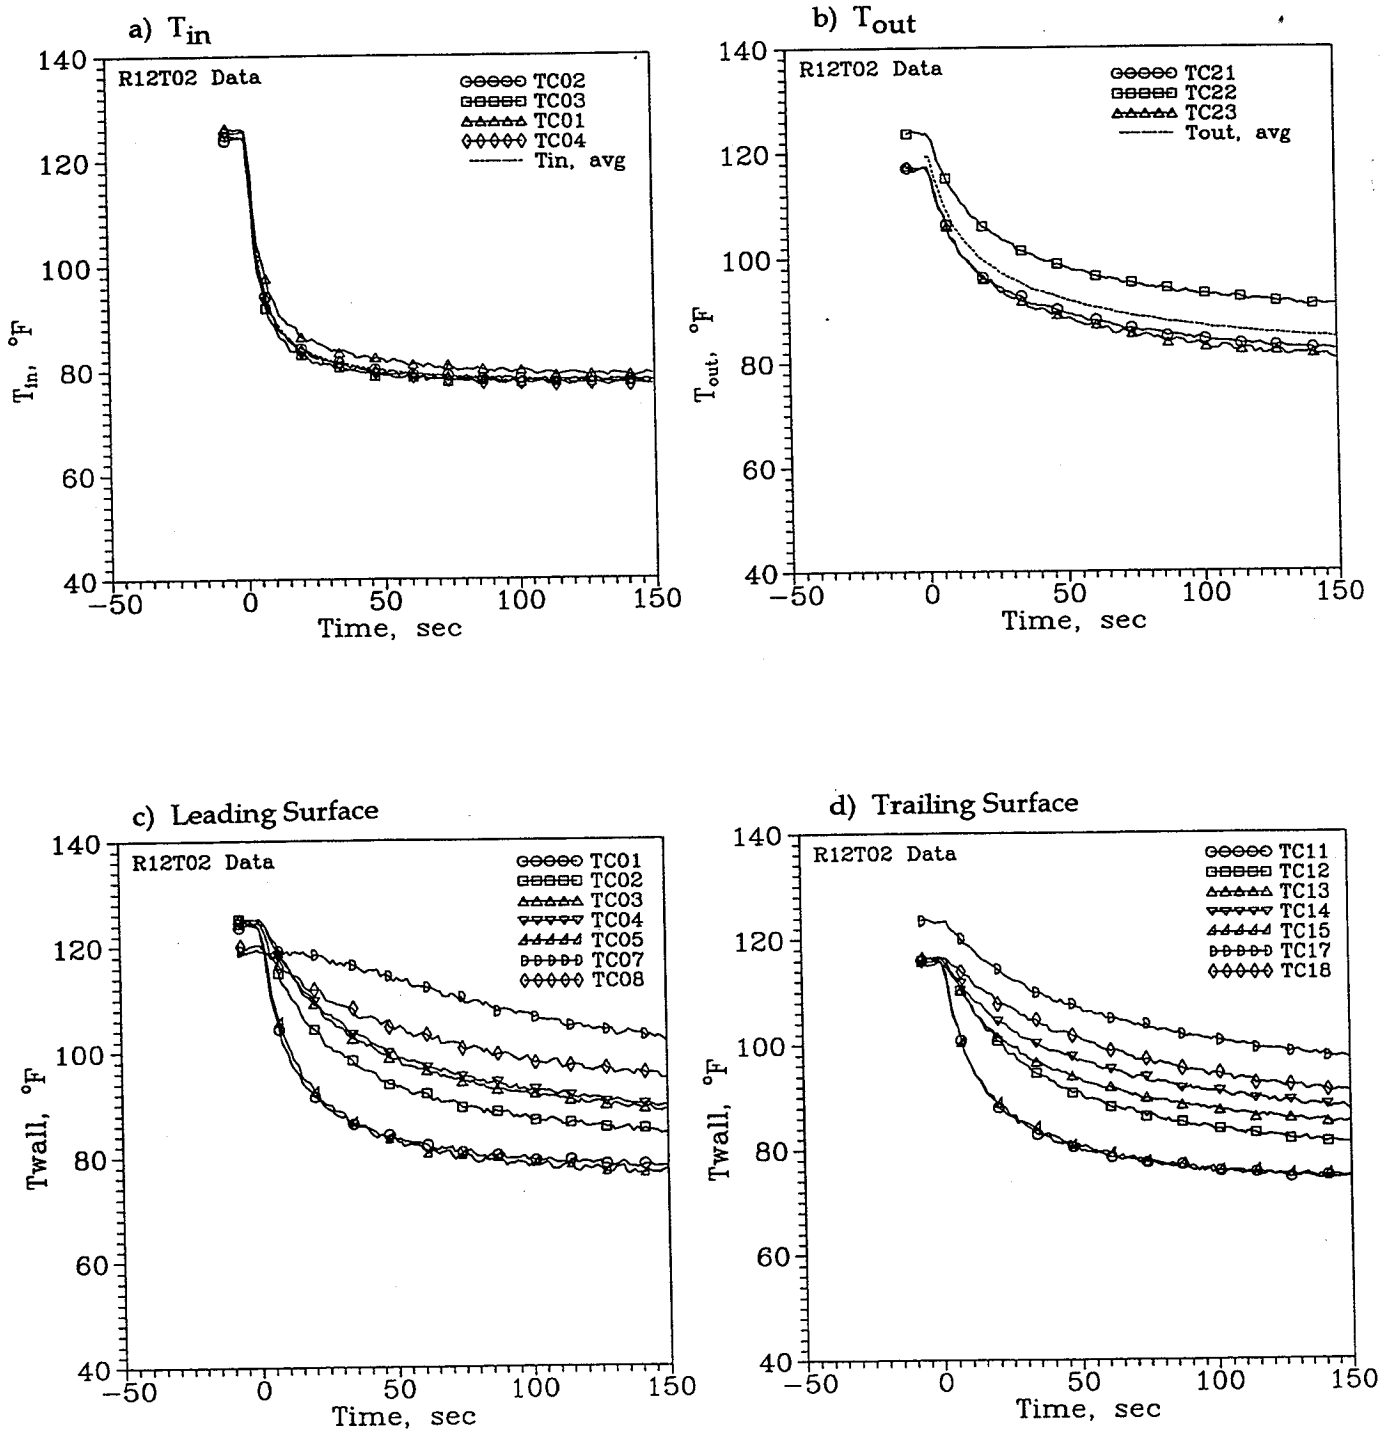 a) Tin
140
120
100
80
60
40
R12T02 Data
TC02
TC03
TC01
TC04
Tin, avg
Tin, °F
-50
0
50
100
150
Time, sec
b) Tout
140
120
100
80
60
40
R12T02 Data
TC21
TC22
TC23
Tout, avg
Tout, °F
-50
0
50
100
150
Time, sec
c) Leading Surface
140
120
100
80
60
40
R12T02 Data
TC01
TC02
TC03
TC04
TC05
TC07
TC08
Twall, °F
-50
0
50
100
150
Time, sec
d) Trailing Surface
140
120
100
80
60
40
R12T02 Data
TC11
TC12
TC13
TC14
TC15
TC17
TC18
Twall, °F
-50
0
50
100
150
Time, sec